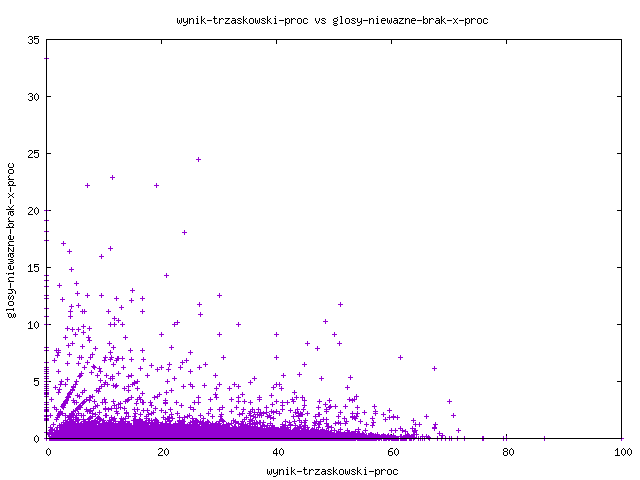 wynik-trzaskowski-proc vs glosy-niewazne-brak-x-proc
35
30
25
20
15
10
5
0
glosy-niewazne-brak-x-proc
0 20 40 60 80 100
wynik-trzaskowski-proc